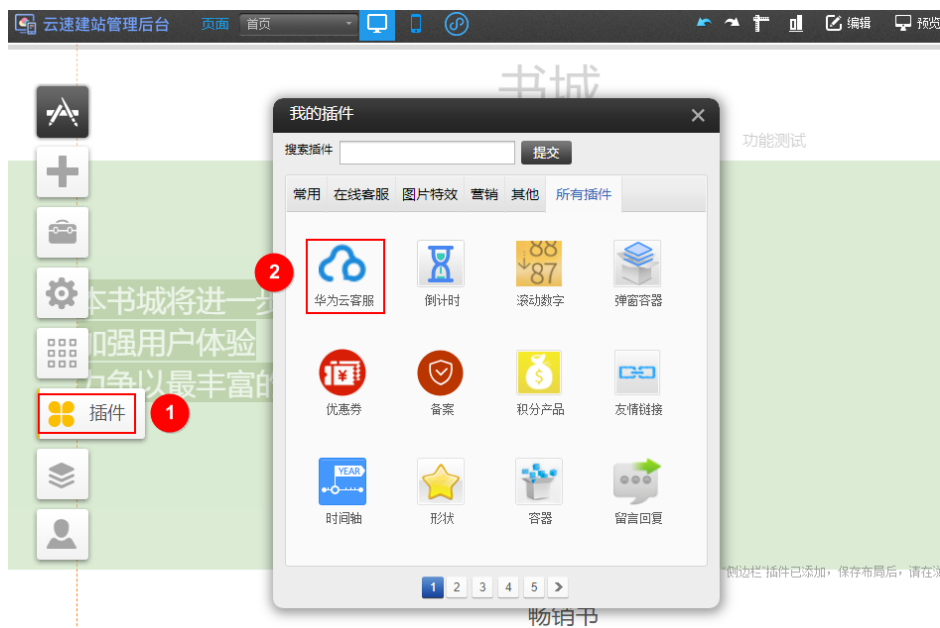 云速建站管理后台 页面 首页 编辑 预览
书城
我的插件
功能测试
搜索插件 提交
常用 在线客服 图片特效 营销 其他 所有插件
2
88
87
华为云客服 倒计时 滚动数字 弹窗容器
本书城将进一步
加强用户体验
力争以最丰富的
优惠券 备案 积分产品 友情链接
插件 1
YEAR
时间轴 形状 容器 留言回复
"侧边栏"插件已添加，保存布局后，请在浏
1 2 3 4 5 >
畅销书